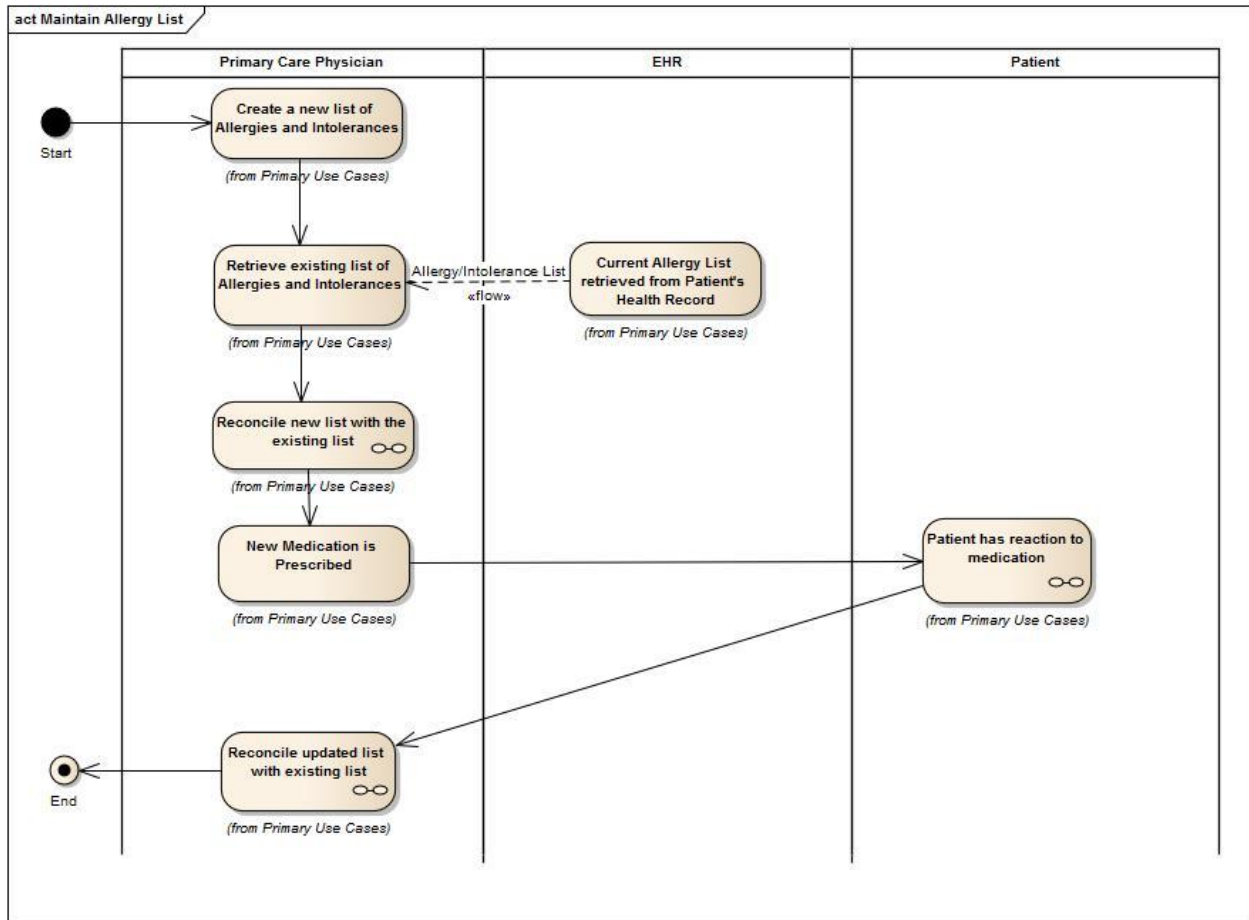 act Maintain Allergy List
Primary Care Physician
EHR
Patient
Start
Create a new list of
Allergies and Intolerances
(from Primary Use Cases)
Retrieve existing list of
Allergies and Intolerances
(from Primary Use Cases)
Allergy/Intolerance List
«flow»
Current Allergy List
retrieved from Patient's
Health Record
(from Primary Use Cases)
Reconcile new list with the
existing list
(from Primary Use Cases)
New Medication is
Prescribed
(from Primary Use Cases)
Patient has reaction to
medication
(from Primary Use Cases)
Reconcile updated list
with existing list
(from Primary Use Cases)
End